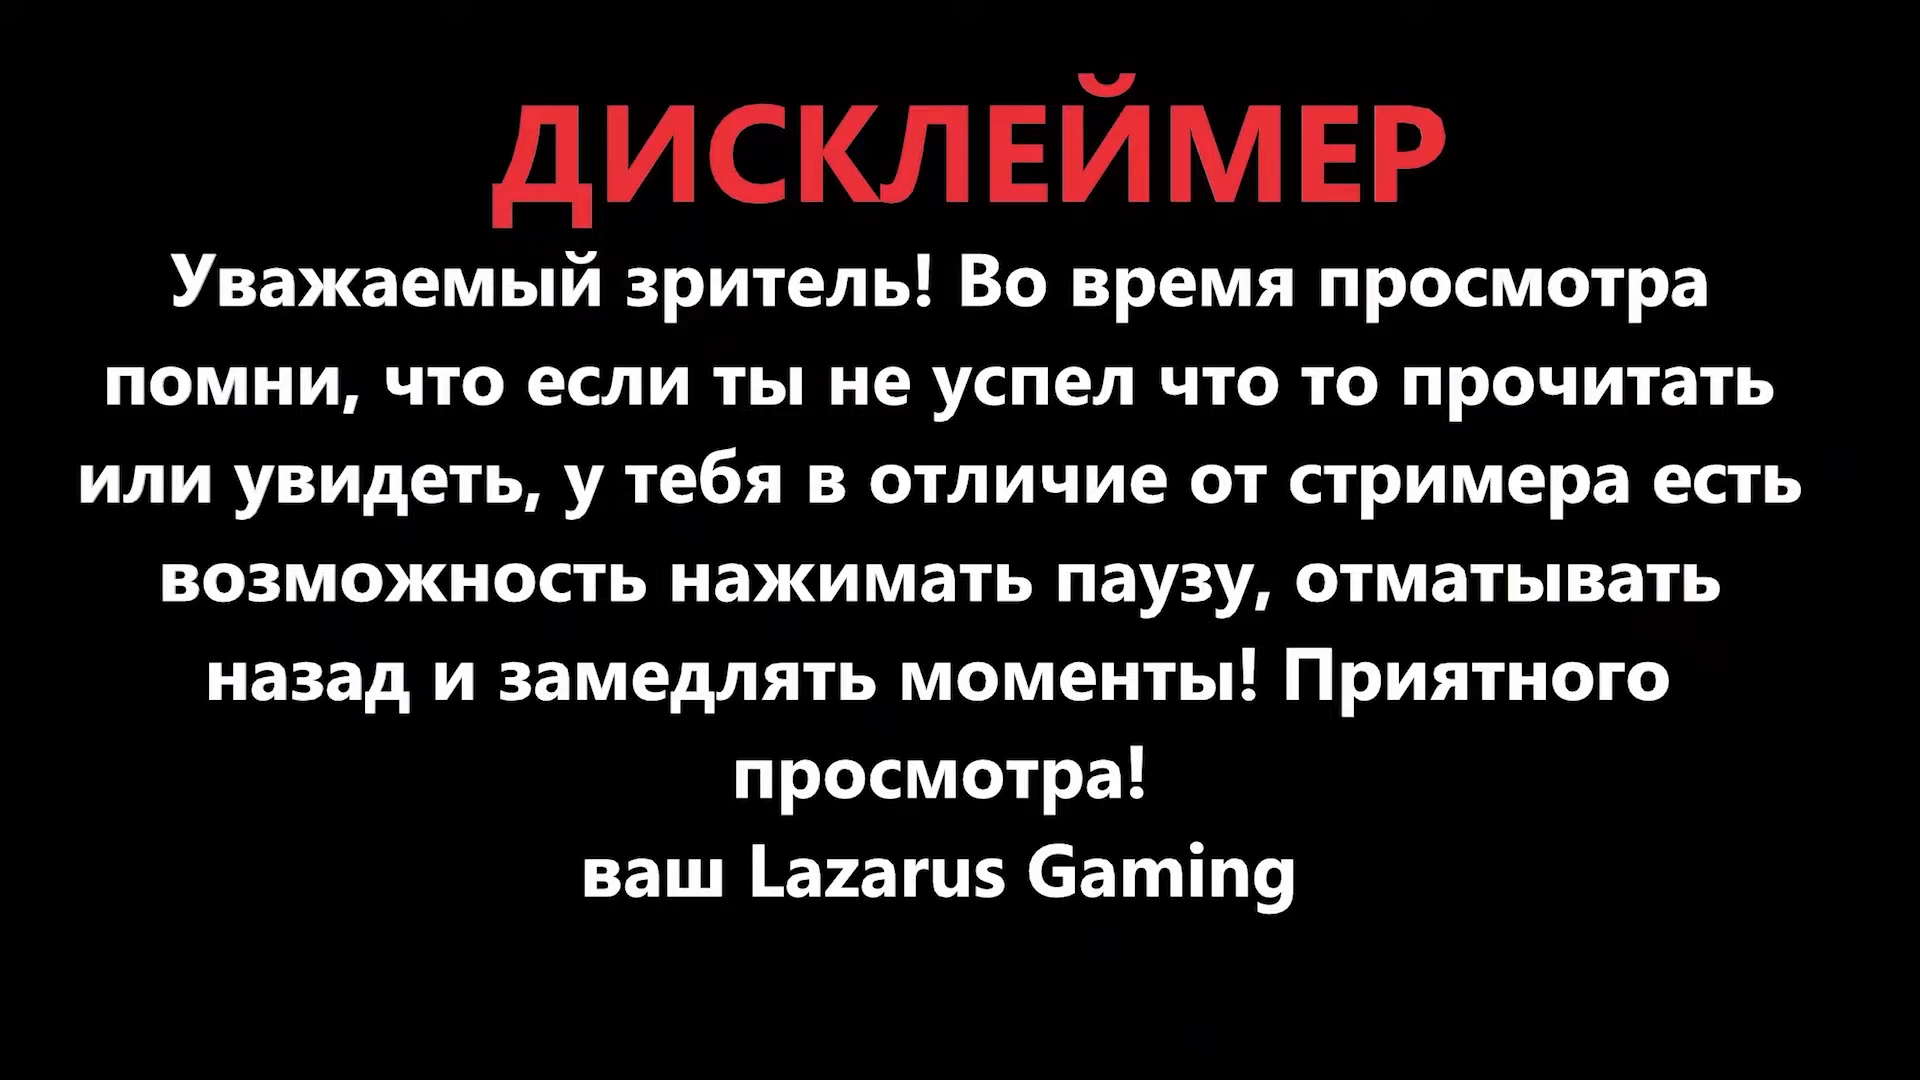 ДИСКЛЕЙМЕР
Уважаемый зритель! Во время просмотра
помни, что если ты не успел что то прочитать
или увидеть, у тебя в отличие от стримера есть
возможность нажимать паузу, отматывать
назад и замедлять моменты! Приятного
просмотра!
ваш Lazarus Gaming